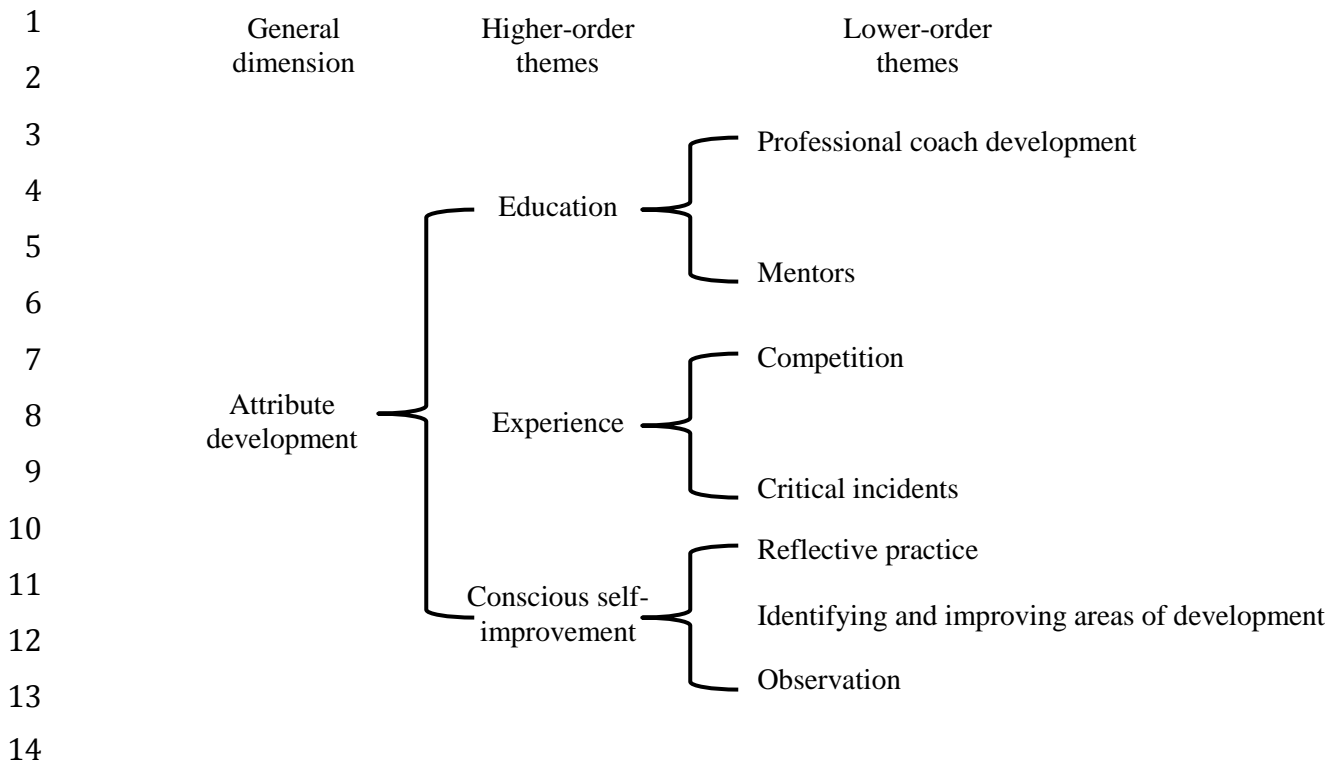 1
General Higher-order Lower-order
dimension themes themes
2
3
Professional coach development
4
Education
5
Mentors
6
7
Competition
8
Attribute
Experience
development
9
Critical incidents
10
Reflective practice
11
Conscious self-
Identifying and improving areas of development
improvement
12
Observation
13
14